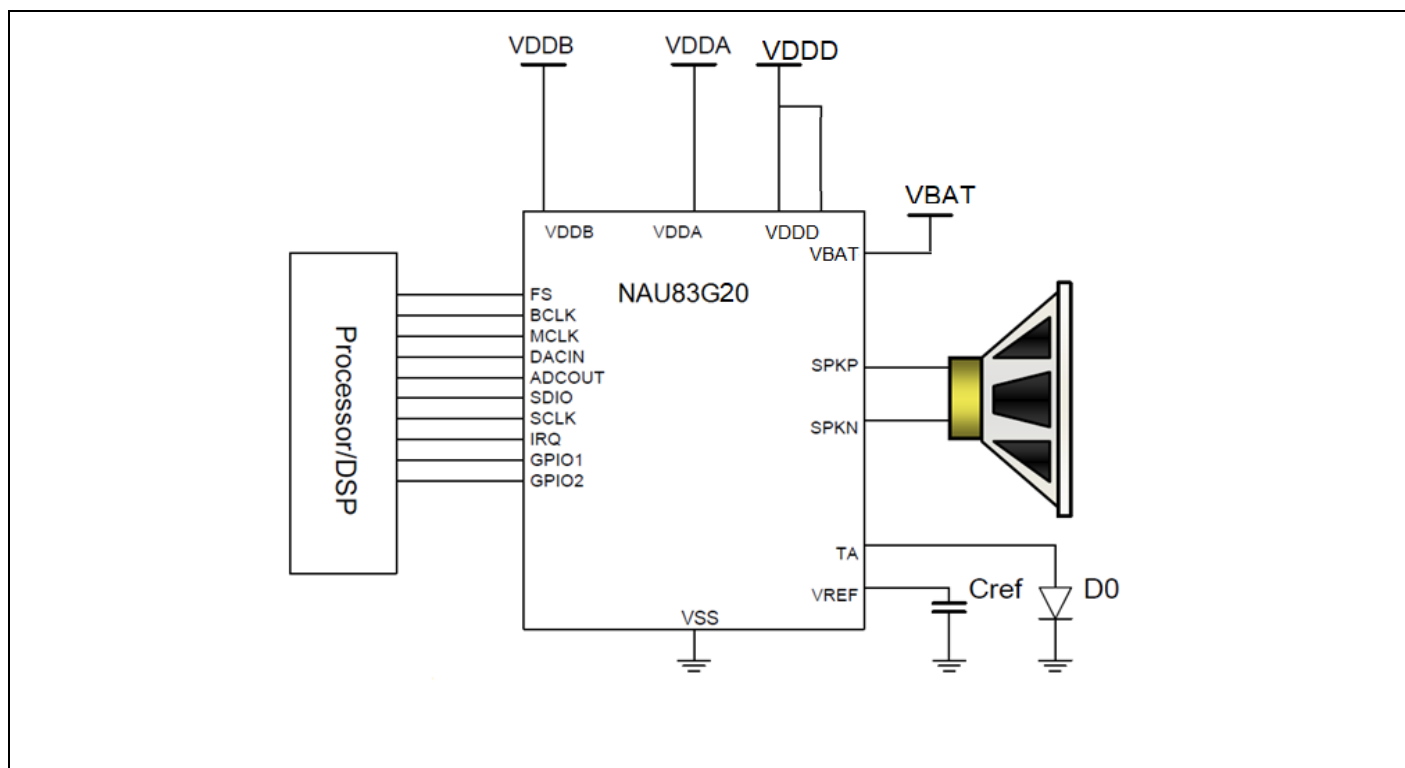 VDDB
VDDA
VDDD
VBAT
VDDB
VDDA
VDDD
VBAT
NAU83G20
Processor/DSP
FS
BCLK
MCLK
DACIN
ADCOUT
SDIO
SCLK
IRQ
GPIO1
GPIO2
SPKP
SPKN
TA
VREF
Cref
D0
VSS